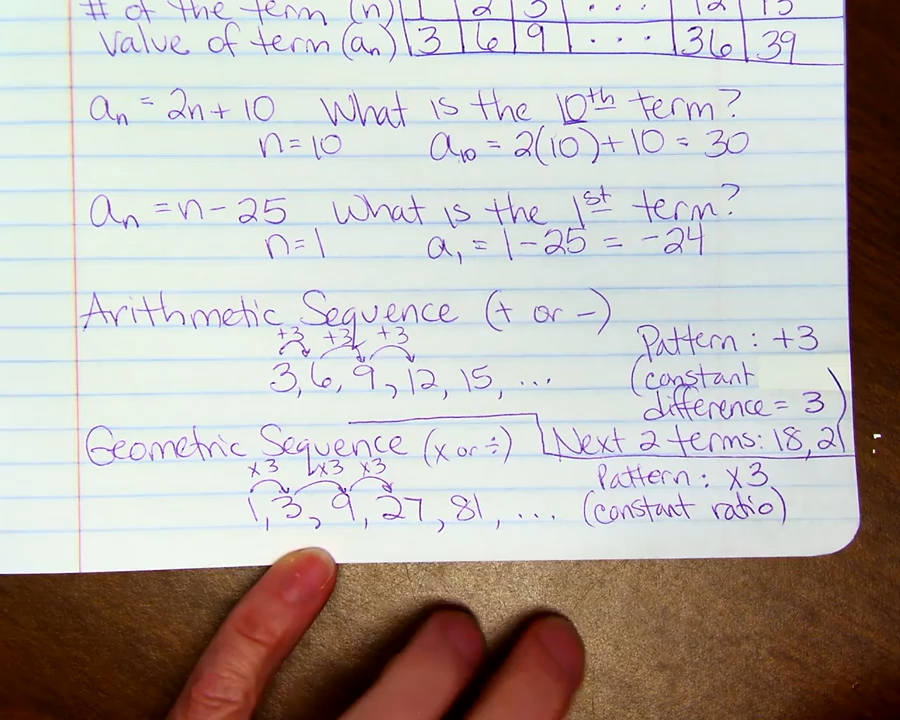 # of the term (n) 1 2 3 ... 12 13
Value of term (an) 3 6 9 ... 36 39
an = 2n + 10 What is the 10th term?
n = 10 a10 = 2(10) + 10 = 30
an = n - 25 What is the 1st term?
n = 1 a1 = 1 - 25 = -24
Arithmetic Sequence (+ or -)
+3 +3 +3
3, 6, 9, 12, 15, ...
Pattern: +3
(constant
difference = 3)
Next 2 terms: 18, 21
Geometric Sequence (x or ÷)
x3 x3 x3
1, 3, 9, 27, 81, ...
Pattern: x3
(constant ratio)